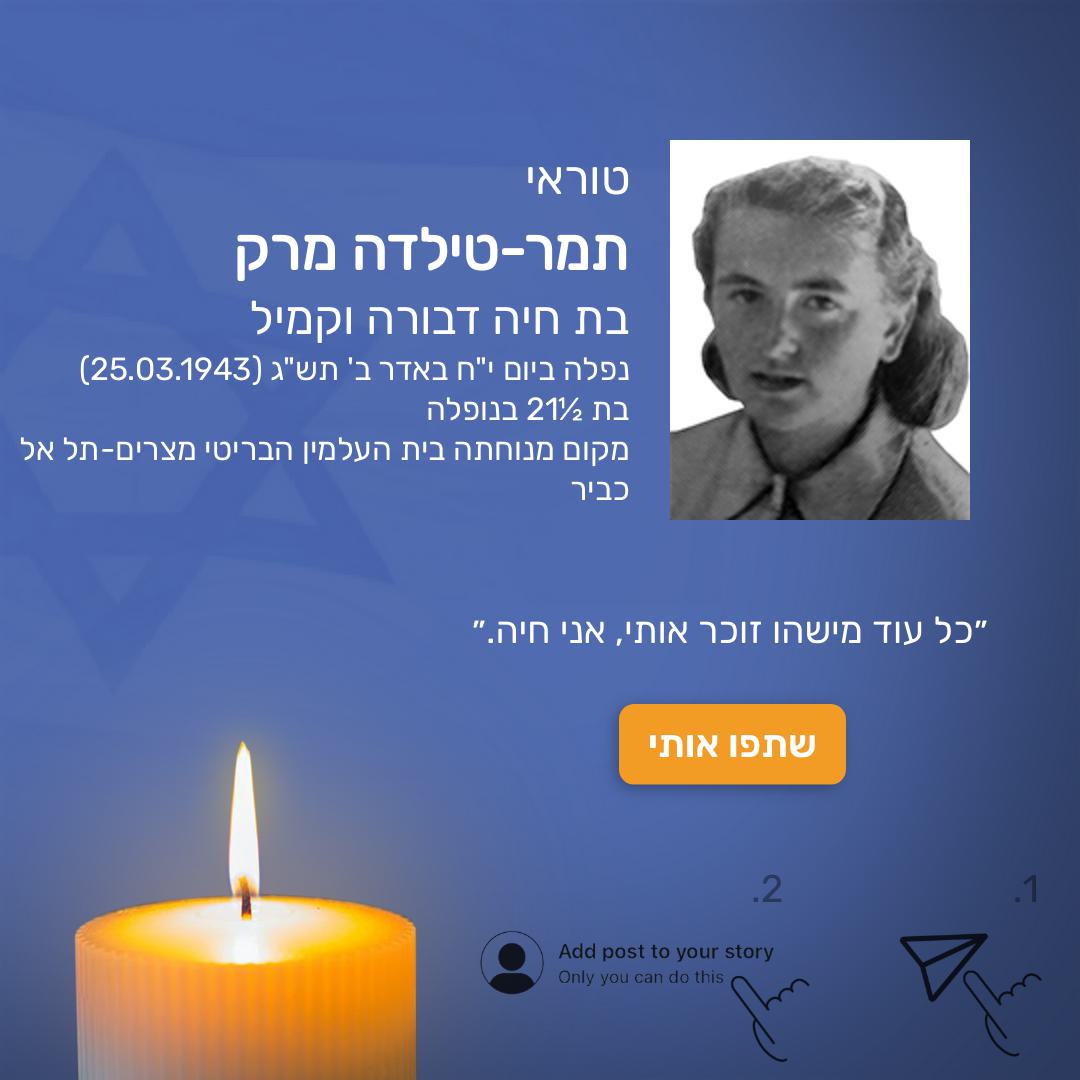 טוראי
תמר-טילדה מרק
בת חיה דבורה וקמיל
נפלה ביום י"ח באדר ב' תש"ג (25.03.1943)
בת 21½ בנופלה
מקום מנוחתה בית העלמין הבריטי מצרים-תל אל
כביר
״כל עוד מישהו זוכר אותי, אני חיה.״
שתפו אותי
1.
2.
Add post to your story
Only you can do this